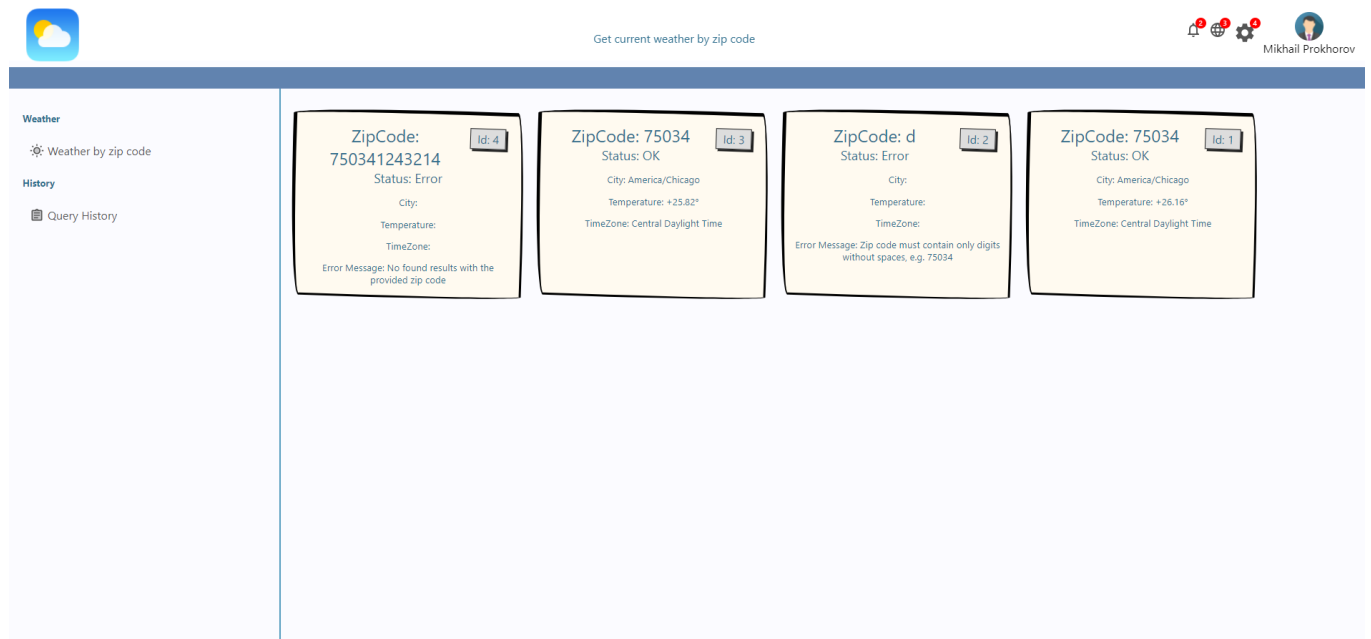 Get current weather by zip code
2
3
4
Mikhail Prokhorov
Weather
Weather by zip code
History
Query History
ZipCode:
750341243214
Id: 4
Status: Error
City:
Temperature:
TimeZone:
Error Message: No found results with the
provided zip code
ZipCode: 75034
Id: 3
Status: OK
City: America/Chicago
Temperature: +25.82°
TimeZone: Central Daylight Time
ZipCode: d
Id: 2
Status: Error
City:
Temperature:
TimeZone:
Error Message: Zip code must contain only digits
without spaces, e.g. 75034
ZipCode: 75034
Id: 1
Status: OK
City: America/Chicago
Temperature: +26.16°
TimeZone: Central Daylight Time